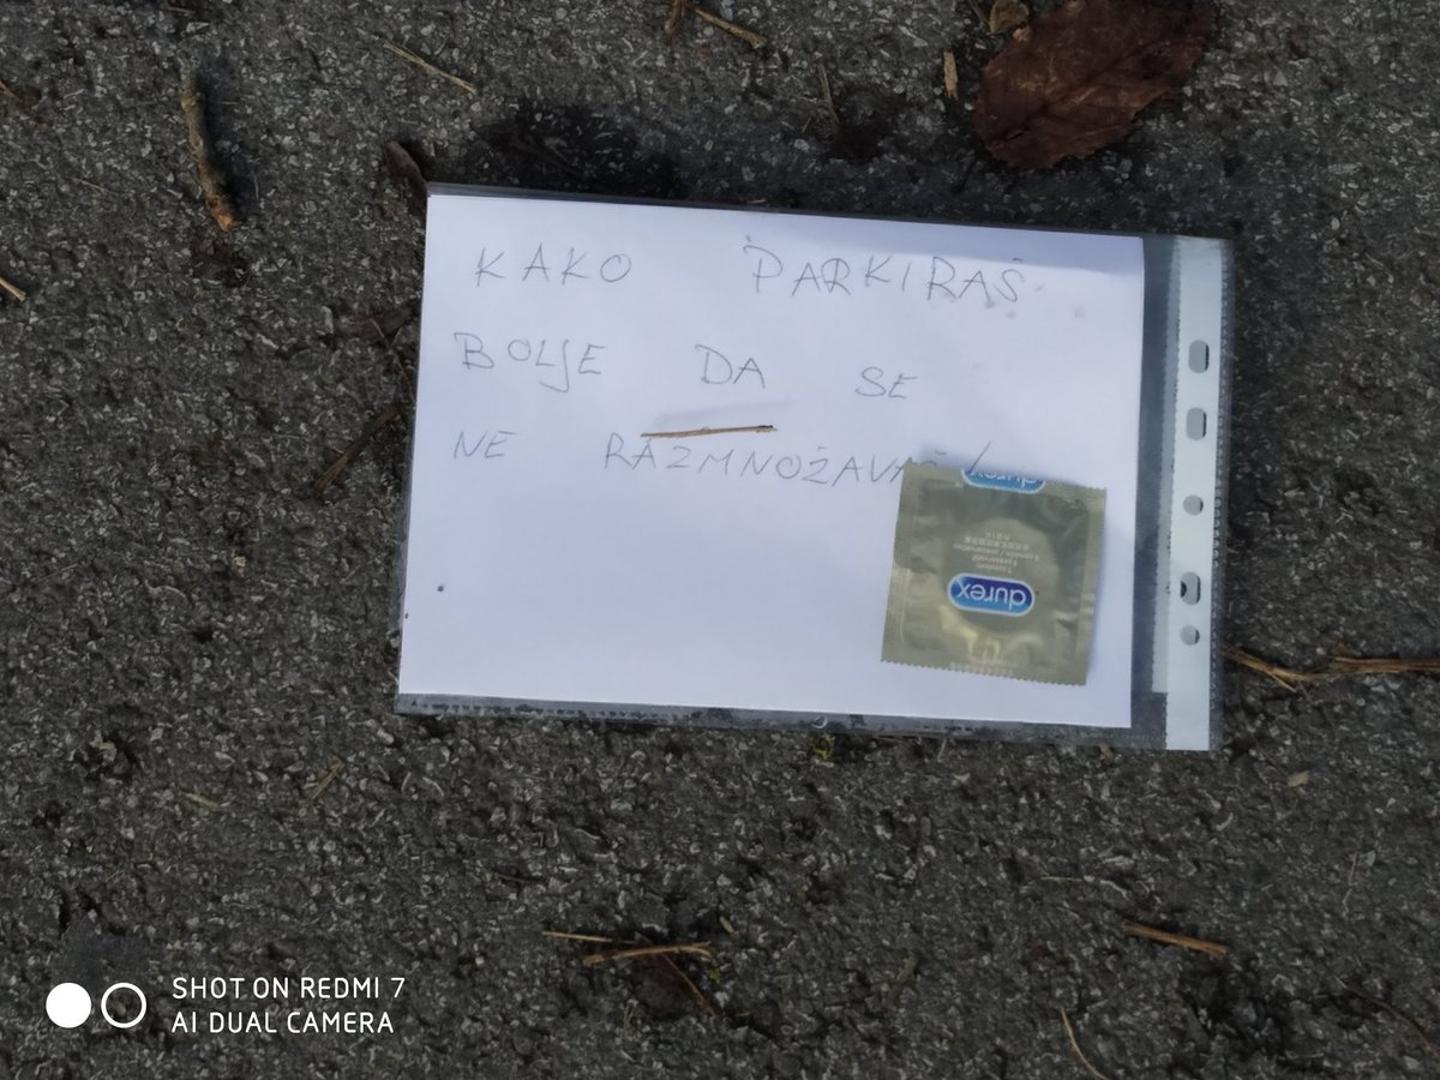 KAKO PARKIRAŠ
BOLJE DA SE
NE RAZMNOŽAVAŠ!
durex
durex
SHOT ON REDMI 7
AI DUAL CAMERA